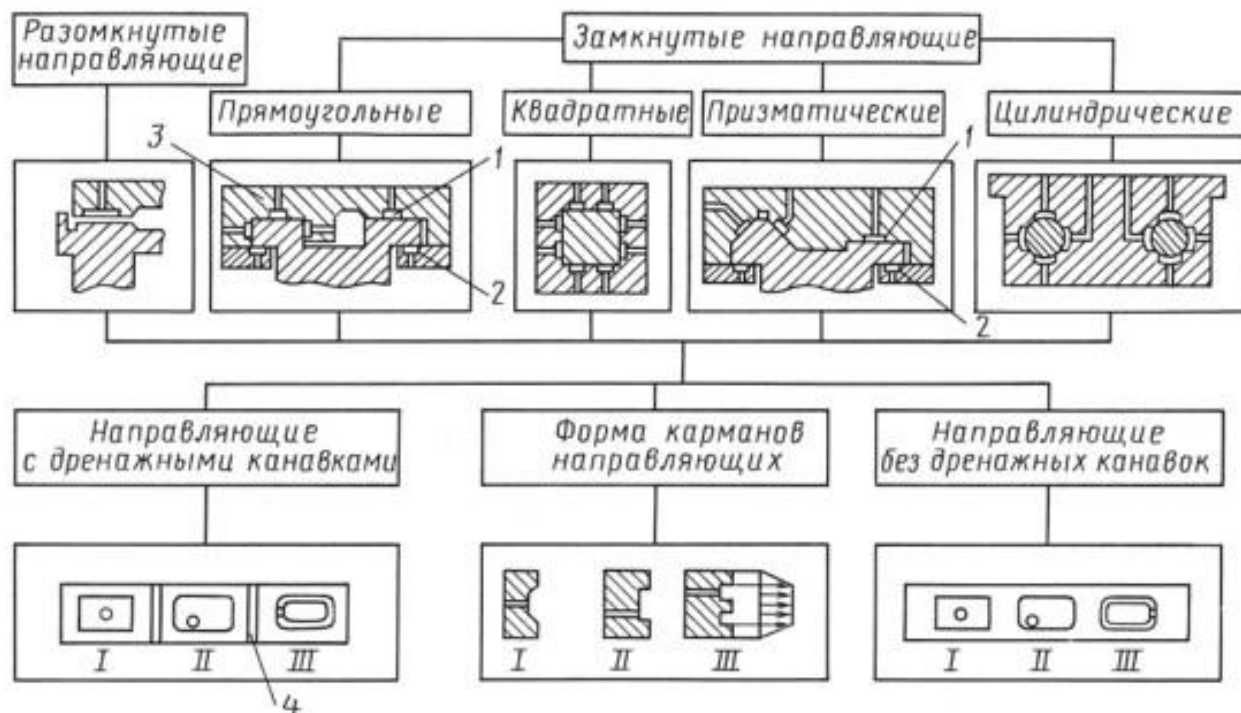 Разомкнутые
направляющие
Замкнутые направляющие
Прямоугольные
Квадратные
Призматические
Цилиндрические
3
1
2
1
2
Направляющие
с дренажными канавками
Форма карманов
направляющих
Направляющие
без дренажных канавок
I II III
4
I II III
I II III